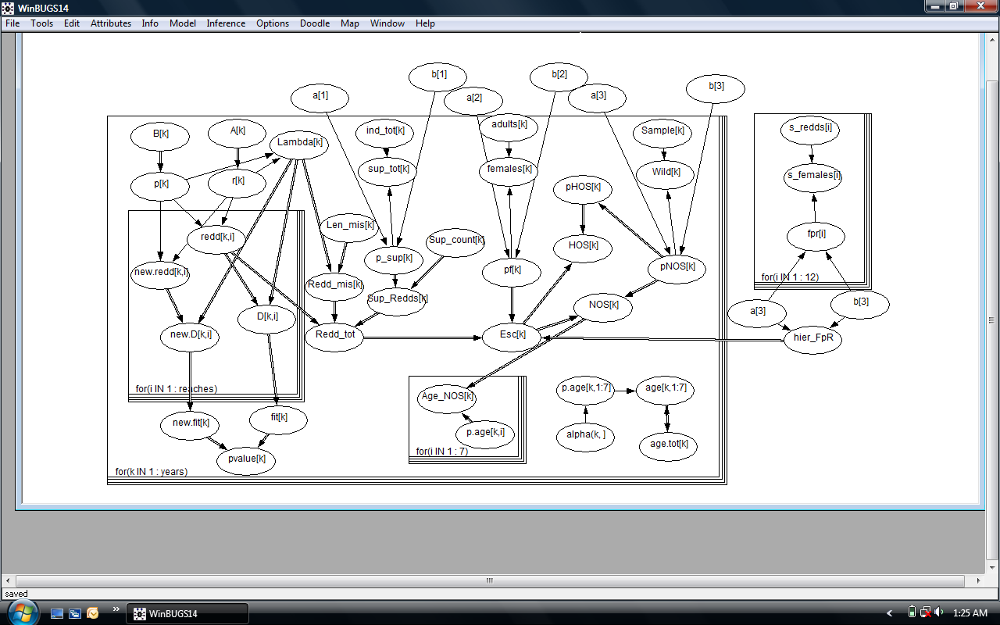 WinBUGS14
File Tools Edit Attributes Info Model Inference Options Doodle Map Window Help
b[1]
b[2]
a[1]
a[2]
a[3]
b[3]
B[k]
A[k]
Lambda[k]
ind_tot[k]
adults[k]
Sample[k]
s_redds[i]
p[k]
r[k]
sup_tot[k]
females[k]
Wild[k]
s_females[i]
pHOS[k]
redd[k,i]
Len_mis[k]
Sup_count[k]
HOS[k]
fpr[i]
new.redd[k,i]
p_sup[k]
pf[k]
pNOS[k]
for(i IN 1 : 12)
Redd_mis[k]
Sup_Redds[k]
NOS[k]
a[3]
b[3]
D[k,i]
new.D[k,i]
Redd_tot
Esc[k]
hier_FpR
for(i IN 1 : reaches)
Age_NOS[k]
p.age[k,1:7]
age[k,1:7]
new.fit[k]
fit[k]
p.age[k,i]
alpha(k, ]
age.tot[k]
for(i IN 1 : 7)
pvalue[k]
for(k IN 1 : years)
saved
WinBUGS14
1:25 AM